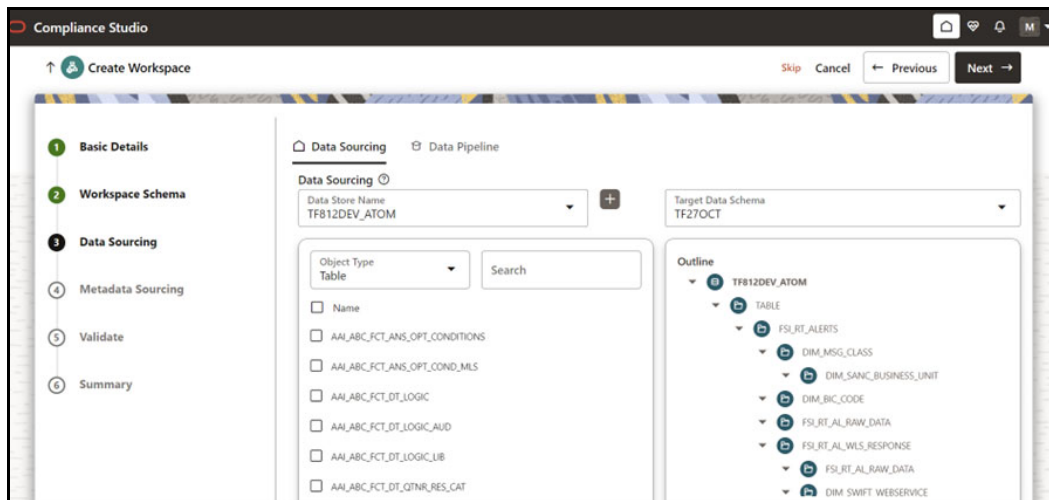 Compliance Studio
M
Create Workspace
Skip Cancel ← Previous Next →
1 Basic Details
2 Workspace Schema
3 Data Sourcing
4 Metadata Sourcing
5 Validate
6 Summary
Data Sourcing Data Pipeline
Data Sourcing
Data Store Name
TF812DEV_ATOM
+
Target Data Schema
TF27OCT
Object Type
Table
Search
Name
AAI_ABC_FCT_ANS_OPT_CONDITIONS
AAI_ABC_FCT_ANS_OPT_COND_MLS
AAI_ABC_FCT_DT_LOGIC
AAI_ABC_FCT_DT_LOGIC_AUD
AAI_ABC_FCT_DT_LOGIC_LIB
AAI_ABC_FCT_DT_QTNR_RES_CAT
Outline
TF812DEV_ATOM
TABLE
FSI_RT_ALERTS
DIM_MSG_CLASS
DIM_SANC_BUSINESS_UNIT
DIM_BIC_CODE
FSI_RT_AL_RAW_DATA
FSI_RT_AL_WLS_RESPONSE
FSI_RT_AL_RAW_DATA
DIM_SWIFT_WEBSERVICE